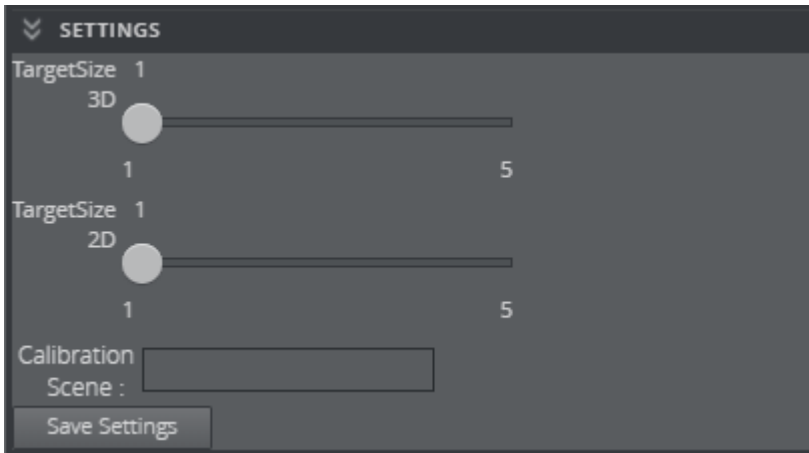 SETTINGS
TargetSize 1
3D
1 5
TargetSize 1
2D
1 5
Calibration
Scene :
Save Settings